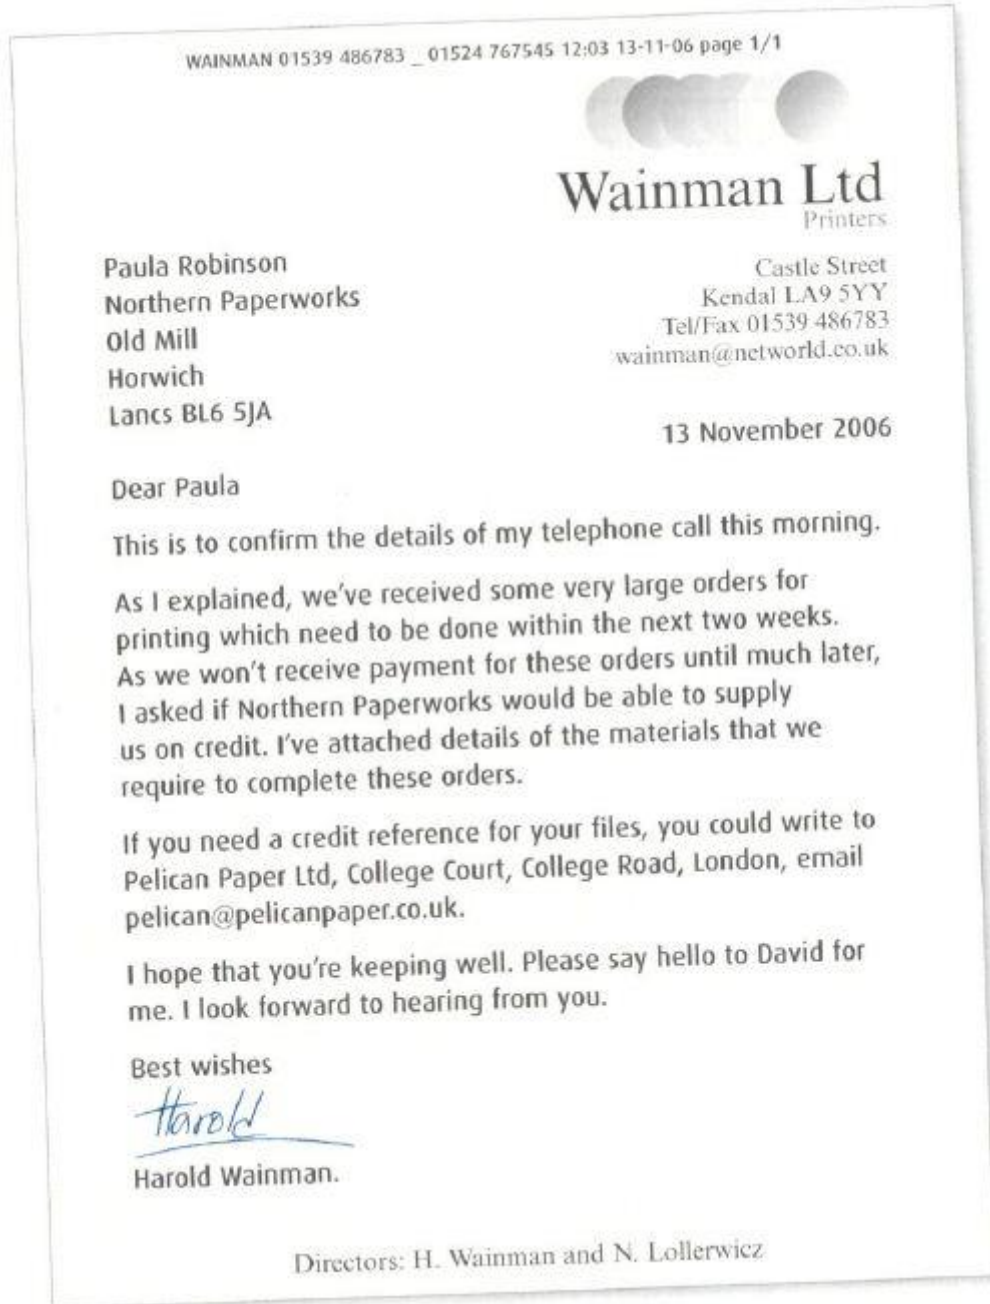 WAINMAN 01539 486783 _ 01524 767545 12:03 13-11-06 page 1/1
Wainman Ltd
Printers
Castle Street
Kendal LA9 5YY
Tel/Fax 01539 486783
wainman@networld.co.uk
Paula Robinson
Northern Paperworks
Old Mill
Horwich
Lancs BL6 5JA
13 November 2006
Dear Paula
This is to confirm the details of my telephone call this morning.
As I explained, we've received some very large orders for
printing which need to be done within the next two weeks.
As we won't receive payment for these orders until much later,
I asked if Northern Paperworks would be able to supply
us on credit. I've attached details of the materials that we
require to complete these orders.
If you need a credit reference for your files, you could write to
Pelican Paper Ltd, College Court, College Road, London, email
pelican@pelicanpaper.co.uk.
I hope that you're keeping well. Please say hello to David for
me. I look forward to hearing from you.
Best wishes
Harold
Harold Wainman.
Directors: H. Wainman and N. Lollerwicz